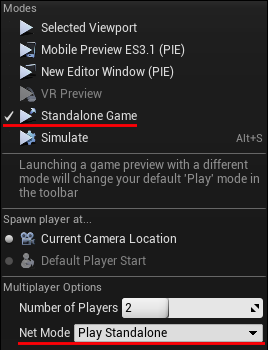 Modes
Selected Viewport
Mobile Preview ES3.1 (PIE)
New Editor Window (PIE)
VR Preview
Standalone Game
Simulate Alt+S
Launching a game preview with a different
mode will change your default 'Play' mode in
the toolbar
Spawn player at...
Current Camera Location
Default Player Start
Multiplayer Options
Number of Players 2
Net Mode Play Standalone